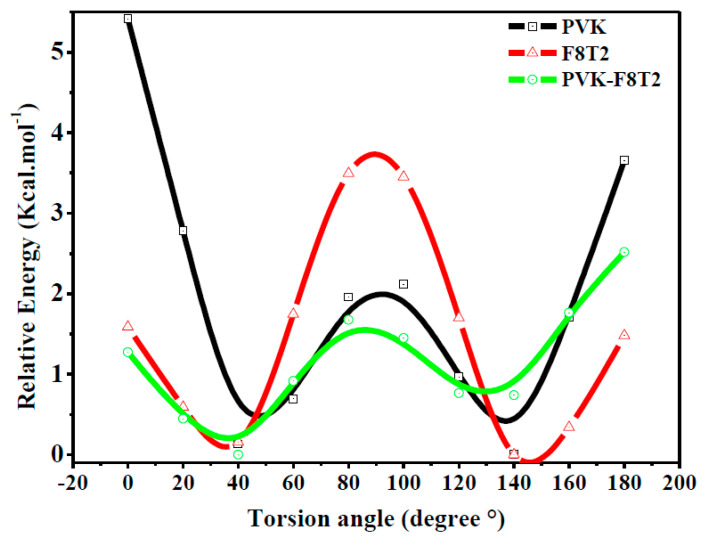 PVK
F8T2
PVK-F8T2
Relative Energy (Kcal.mol-1)
5
4
3
2
1
0
-20 0 20 40 60 80 100 120 140 160 180 200
Torsion angle (degree °)